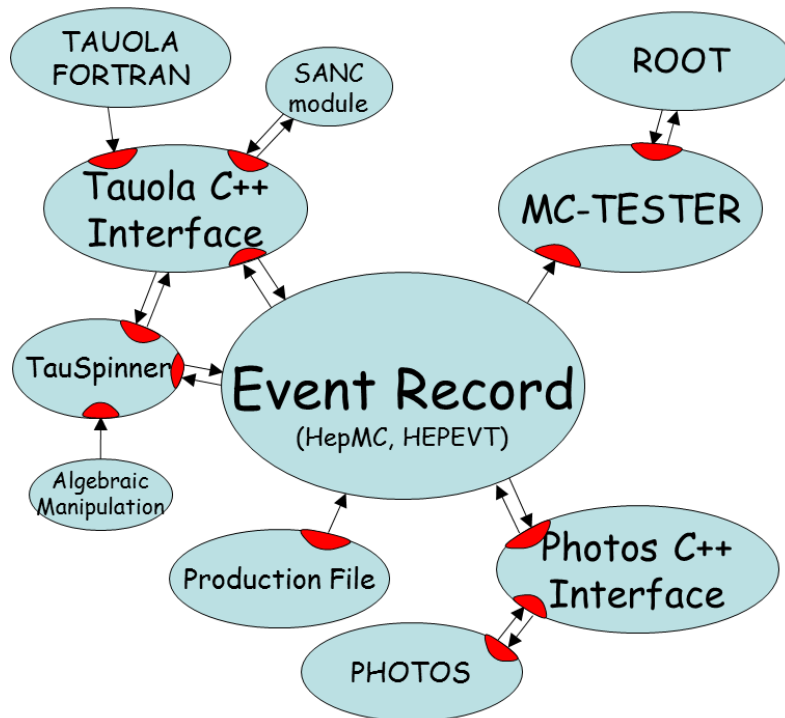 TAUOLA
FORTRAN
SANC
module
ROOT
Tauola C++
Interface
MC-TESTER
TauSpinner
Event Record
(HepMC, HEPEVT)
Algebraic
Manipulation
Production File
Photos C++
Interface
PHOTOS